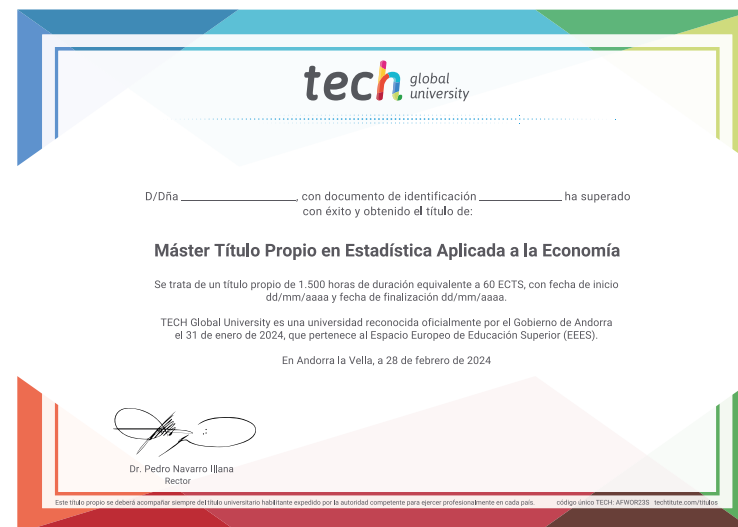 tech global university
D/Dña ______________, con documento de identificación ______________ ha superado
con éxito y obtenido el título de:
Máster Título Propio en Estadística Aplicada a la Economía
Se trata de un título propio de 1.500 horas de duración equivalente a 60 ECTS, con fecha de inicio
dd/mm/aaaa y fecha de finalización dd/mm/aaaa.
TECH Global University es una universidad reconocida oficialmente por el Gobierno de Andorra
el 31 de enero de 2024, que pertenece al Espacio Europeo de Educación Superior (EEES).
En Andorra la Vella, a 28 de febrero de 2024
Dr. Pedro Navarro Illana
Rector
Este título propio se deberá acompañar siempre del título universitario habilitante expedido por la autoridad competente para ejercer profesionalmente en cada país. código único TECH: AFWOR23S techtitute.com/titulos